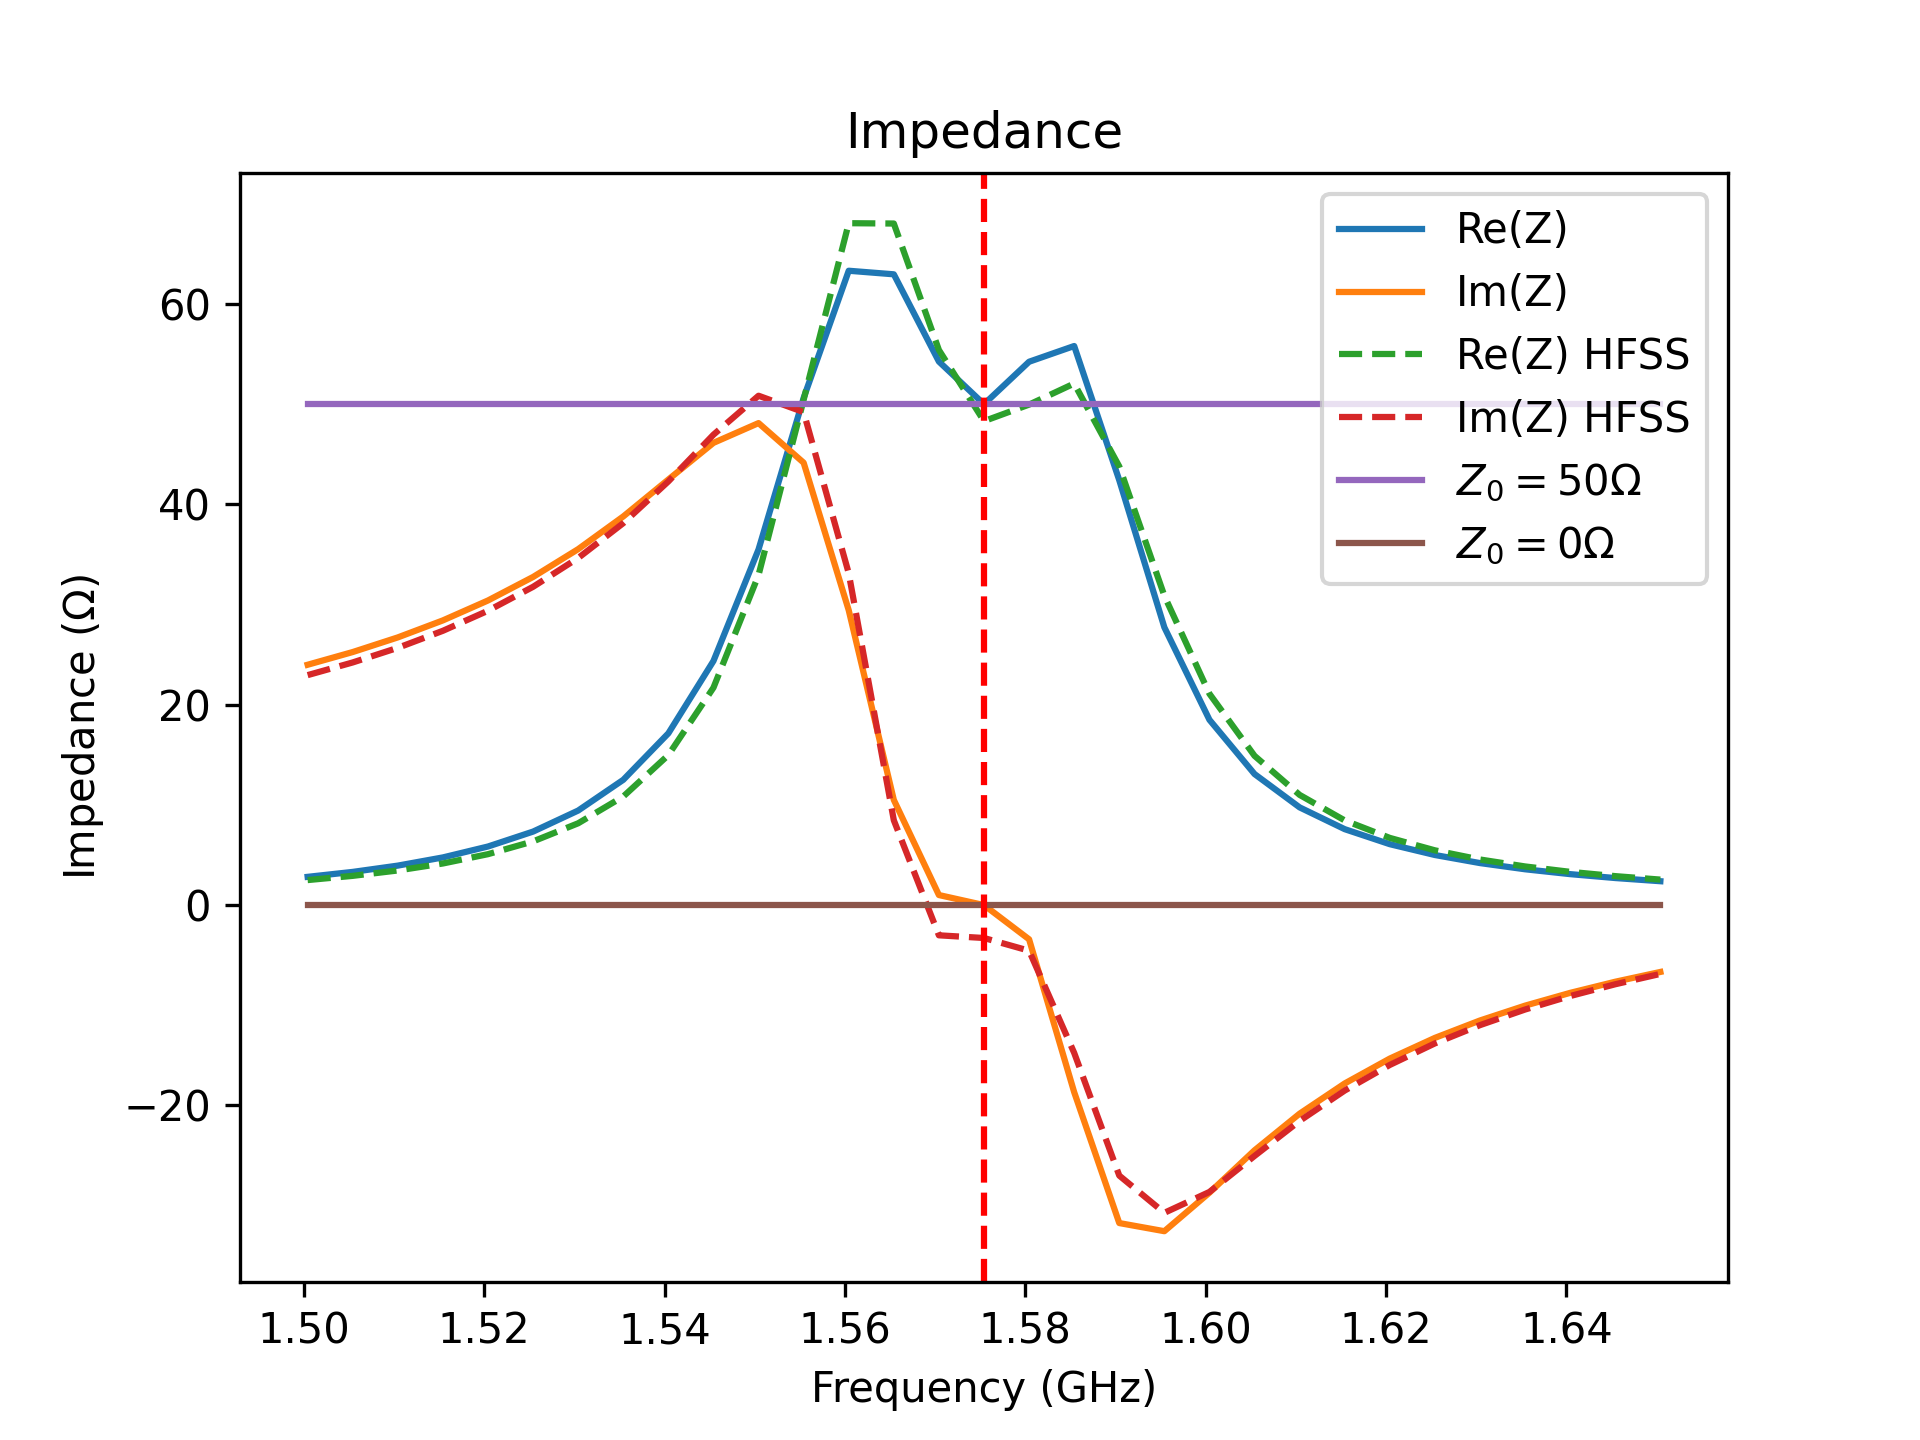 Impedance
Re(Z)
Im(Z)
Re(Z) HFSS
Im(Z) HFSS
Z₀ = 50Ω
Z₀ = 0Ω
Impedance (Ω)
60
40
20
0
−20
1.50 1.52 1.54 1.56 1.58 1.60 1.62 1.64
Frequency (GHz)